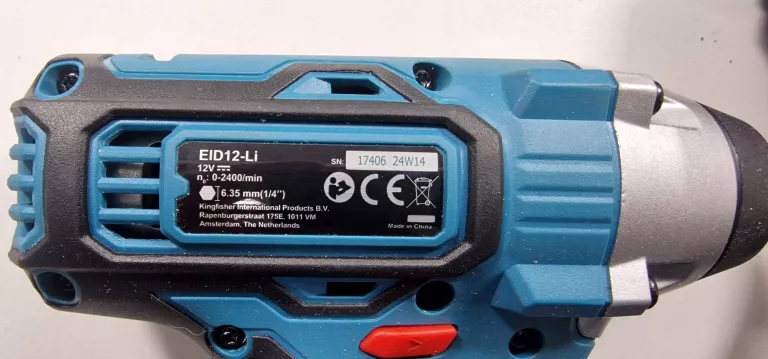 EID12-Li
SN: 17406 24W14
12V
n₀: 0-2400/min
6.35 mm(1/4")
CE
Kingfisher International Products B.V.
Rapenburgerstraat 175E, 1011 VM
Amsterdam, The Netherlands
Made in China